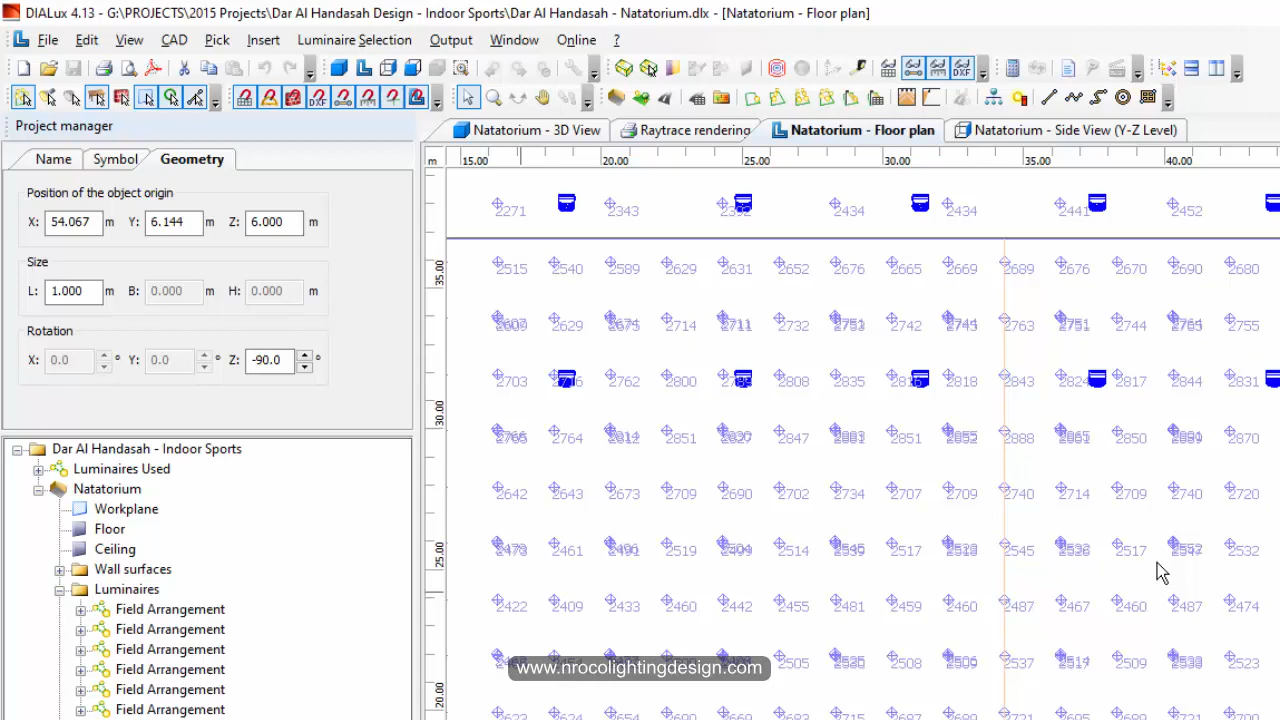 DIALux 4.13 - G:\PROJECTS\2015 Projects\Dar Al Handasah Design - Indoor Sports\Dar Al Handasah - Natatorium.dlx - [Natatorium - Floor plan]
File Edit View CAD Pick Insert Luminaire Selection Output Window Online ?
Project manager
Natatorium - 3D View Raytrace rendering Natatorium - Floor plan Natatorium - Side View (Y-Z Level)
Name Symbol Geometry
m 15.00 20.00 25.00 30.00 35.00 40.00
Position of the object origin
X: 54.067 m Y: 6.144 m Z: 6.000 m
Size
L: 1.000 m B: 0.000 m H: 0.000 m
Rotation
X: 0.0 ° Y: 0.0 ° Z: -90.0 °
Dar Al Handasah - Indoor Sports
Luminaires Used
Natatorium
Workplane
Floor
Ceiling
Wall surfaces
Luminaires
Field Arrangement
Field Arrangement
Field Arrangement
Field Arrangement
Field Arrangement
Field Arrangement
35.00
30.00
25.00
20.00
2271 2343 2434 2434 2441 2452
2515 2540 2589 2629 2631 2652 2676 2665 2669 2689 2676 2670 2690 2680
2629 2714 2732 2742 2763 2744 2755
2703 2762 2800 2808 2835 2818 2843 2817 2844 2831
2764 2851 2847 2851 2888 2850 2870
2642 2643 2673 2709 2690 2702 2734 2707 2709 2740 2714 2709 2740 2720
2461 2519 2514 2517 2545 2517 2532
2422 2409 2433 2460 2442 2455 2481 2459 2460 2487 2467 2460 2487 2474
2505 2508 2537 2509 2523
www.nrocolightingdesign.com